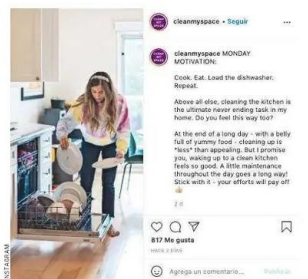 cleanmyspace • Seguir
cleanmyspace MONDAY
MOTIVATION:
Cook. Eat. Load the dishwasher.
Repeat.
Above all else, cleaning the kitchen is
the ultimate never ending task in my
home. Do you feel this way too?
At the end of a long day - with a belly
full of yummy food - cleaning up is
*less* than appealing. But I promise
you, waking up to a clean kitchen
feels so good. A little maintenance
throughout the day goes a long way!
Stick with it - your efforts will pay off
👍
2 d
817 Me gusta
HACE 2 DÍAS
Agrega un comentario...
INSTAGRAM